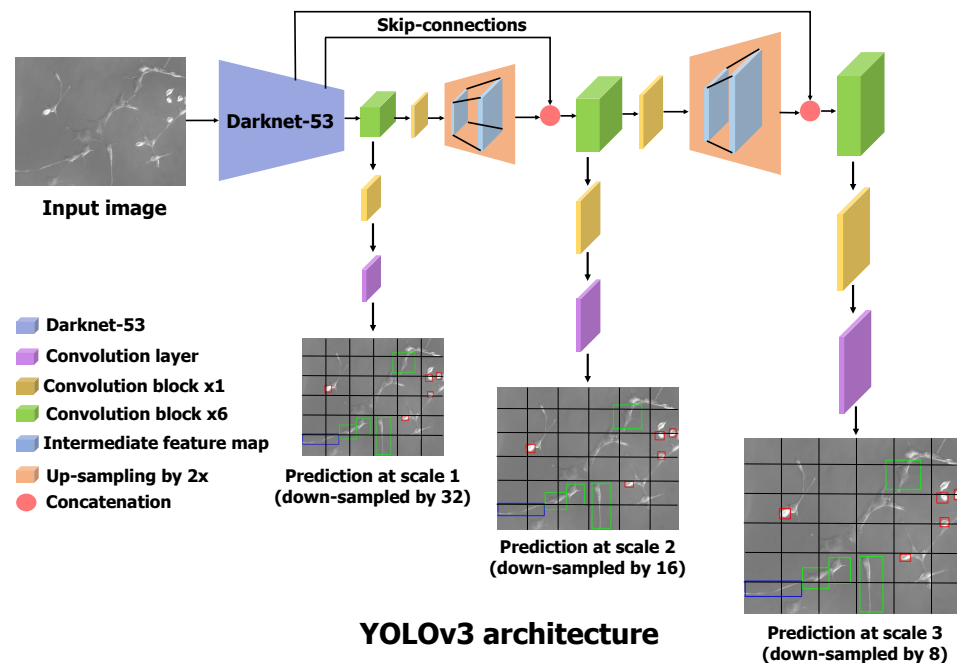 Skip-connections
Darknet-53
Input image
Darknet-53
Convolution layer
Convolution block x1
Convolution block x6
Intermediate feature map
Up-sampling by 2x
Concatenation
Prediction at scale 1
(down-sampled by 32)
Prediction at scale 2
(down-sampled by 16)
Prediction at scale 3
(down-sampled by 8)
YOLOv3 architecture